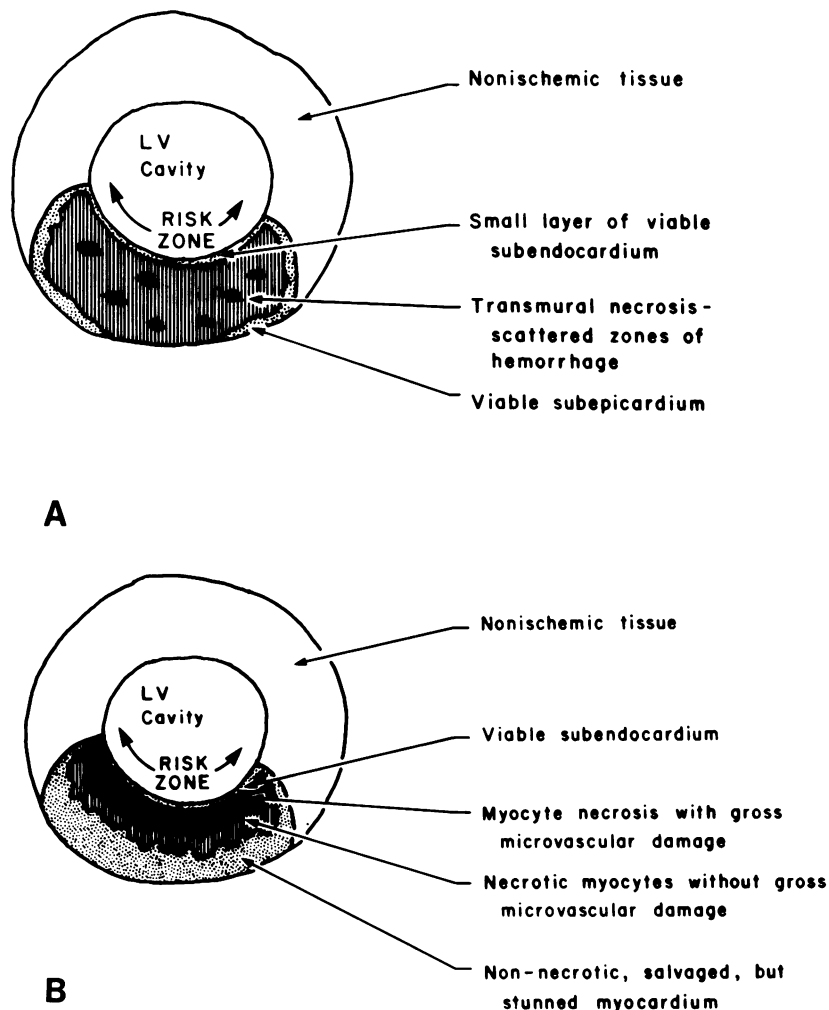 Nonischemic tissue
LV
Cavity
RISK
ZONE
Small layer of viable
subendocardium
Transmural necrosis-
scattered zones of
hemorrhage
Viable subepicardium
A
Nonischemic tissue
LV
Cavity
RISK
ZONE
Viable subendocardium
Myocyte necrosis with gross
microvascular damage
Necrotic myocytes without gross
microvascular damage
Non-necrotic, salvaged, but
stunned myocardium
B